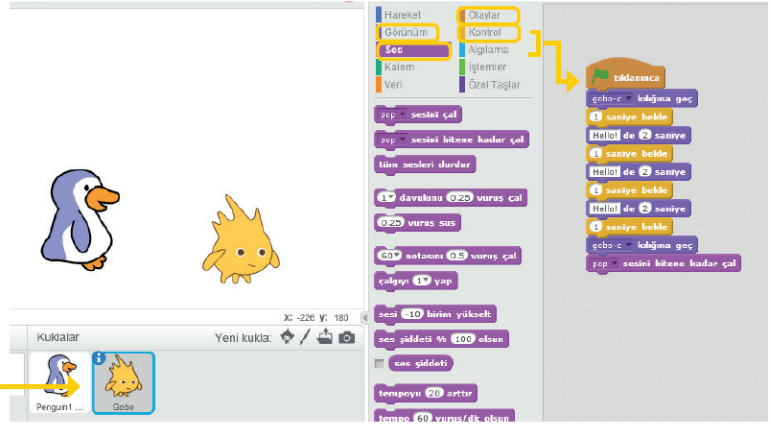 Hareket
Olaylar
Görünüm
Kontrol
Ses
Algılama
Kalem
İşlemler
Veri
Özel Taşlar
pop sesini çal
pop sesini bitene kadar çal
tüm sesleri durdur
1 davulunu 0.25 vuruş çal
0.25 vuruş sus
60 notasını 0.5 vuruş çal
çalgıyı 1 yap
sesi -10 birim yükselt
ses şiddeti % 100 olsun
ses şiddeti
tempoyu 20 arttır
tempo 60 vuruş/dk olsun
tıklanınca
gobo-c kılığına geç
1 saniye bekle
Hello! de 2 saniye
1 saniye bekle
Hello! de 2 saniye
1 saniye bekle
Hello! de 2 saniye
1 saniye bekle
gobo-c kılığına geç
pop sesini bitene kadar çal
x: -226 y: 180
Kuklalar
Yeni kukla:
Penguin1 ...
Gobo